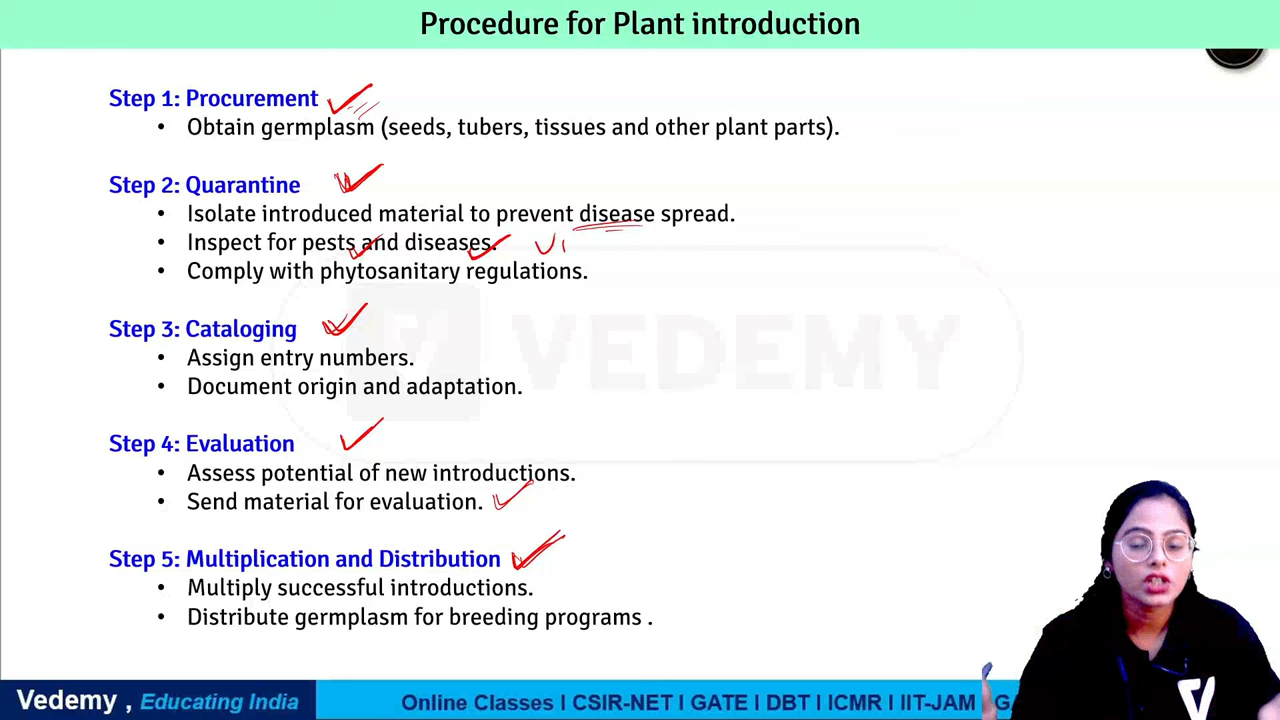 Procedure for Plant introduction
Step 1: Procurement
• Obtain germplasm (seeds, tubers, tissues and other plant parts).
Step 2: Quarantine
• Isolate introduced material to prevent disease spread.
• Inspect for pests and diseases.
• Comply with phytosanitary regulations.
VEDEMY
Step 3: Cataloging
• Assign entry numbers.
• Document origin and adaptation.
Step 4: Evaluation
• Assess potential of new introductions.
• Send material for evaluation.
Step 5: Multiplication and Distribution
• Multiply successful introductions.
• Distribute germplasm for breeding programs .
Vedemy , Educating India
Online Classes I CSIR-NET I GATE I DBT I ICMR I IIT-JAM I